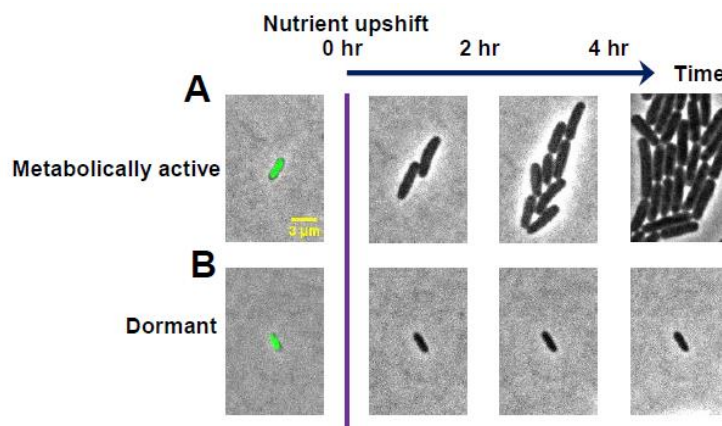 Nutrient upshift
0 hr 2 hr 4 hr
Time
A
Metabolically active
3 μm
B
Dormant